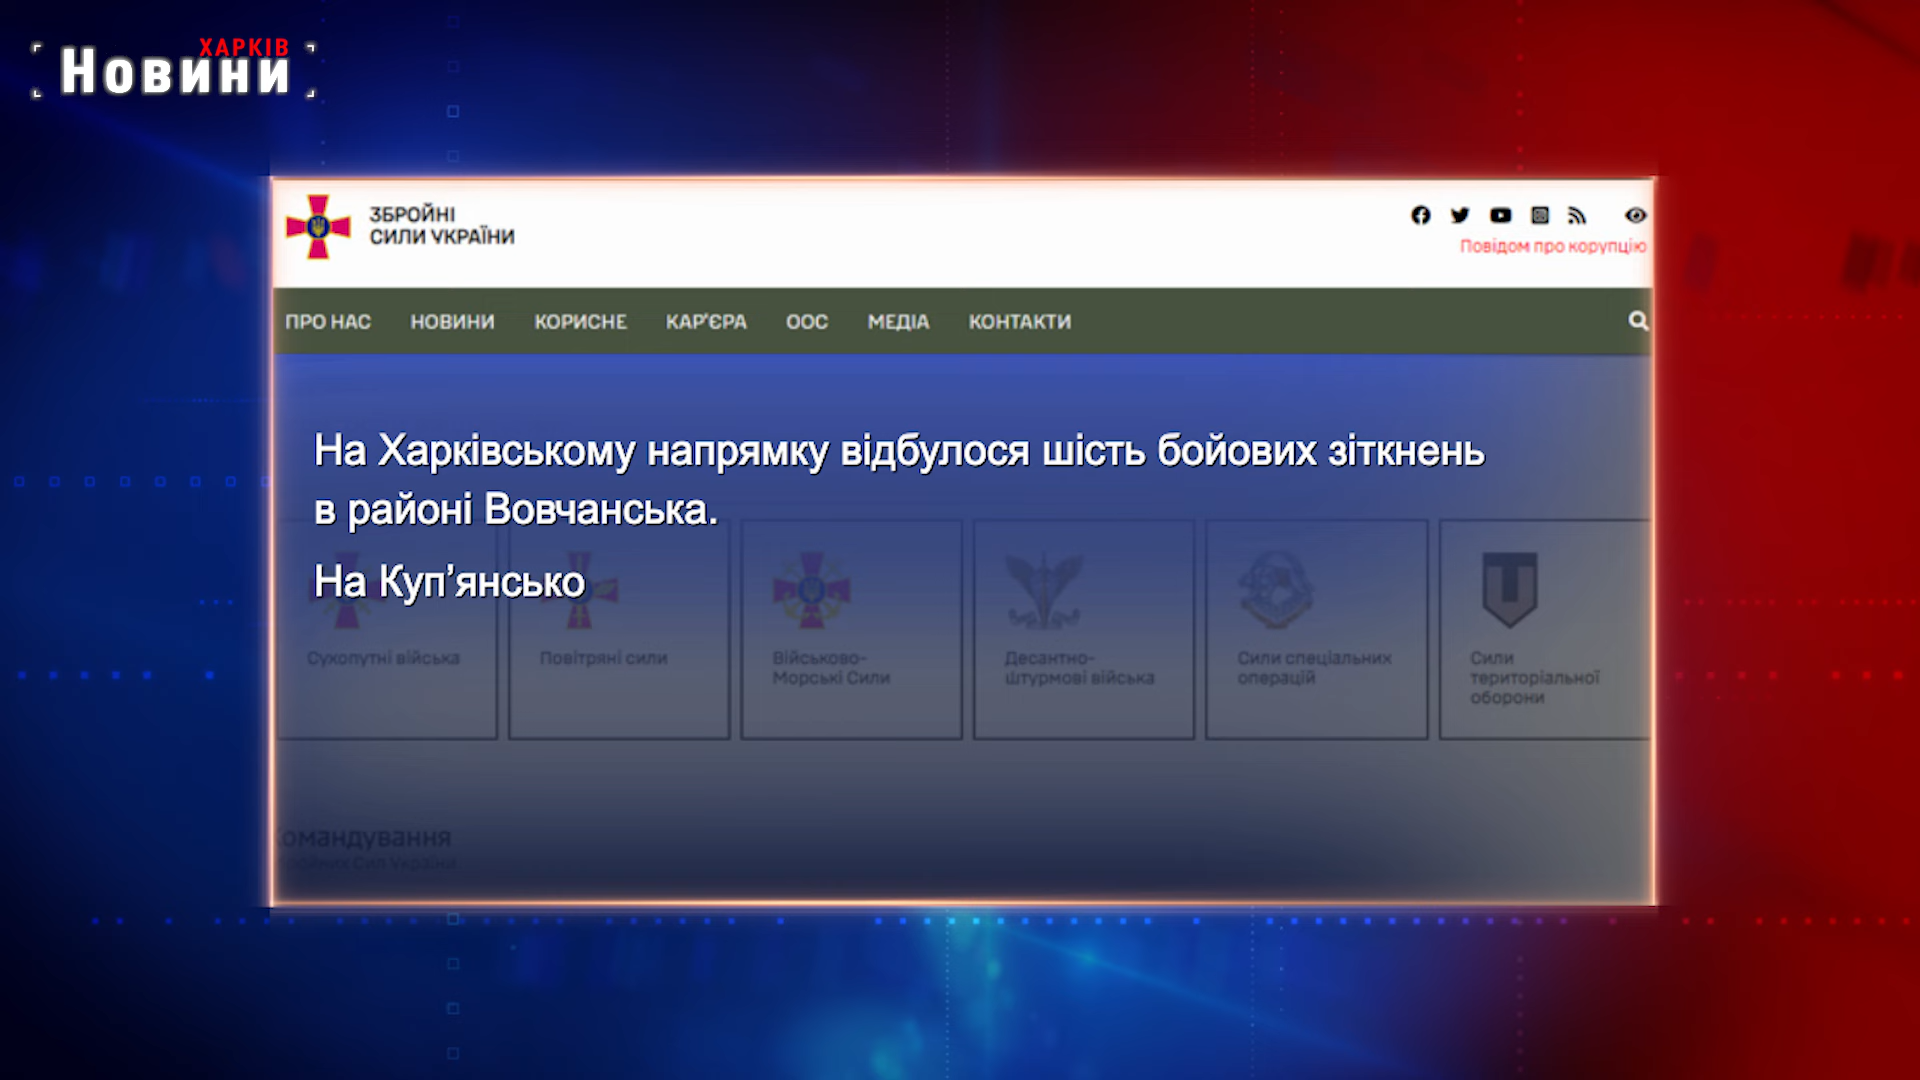 ХАРКІВ
Новини
ЗБРОЙНІ
СИЛИ УКРАЇНИ
Повідом про корупцію
ПРО НАС НОВИНИ КОРИСНЕ КАР'ЄРА ООС МЕДІА КОНТАКТИ
На Харківському напрямку відбулося шість бойових зіткнень
в районі Вовчанська.
На Куп’янсько
Сухопутні війська
Повітряні сили
Військово-
Морські Сили
Десантно-
штурмові війська
Сили спеціальних
операцій
Сили
територіальної
оборони
омандування
Сил України